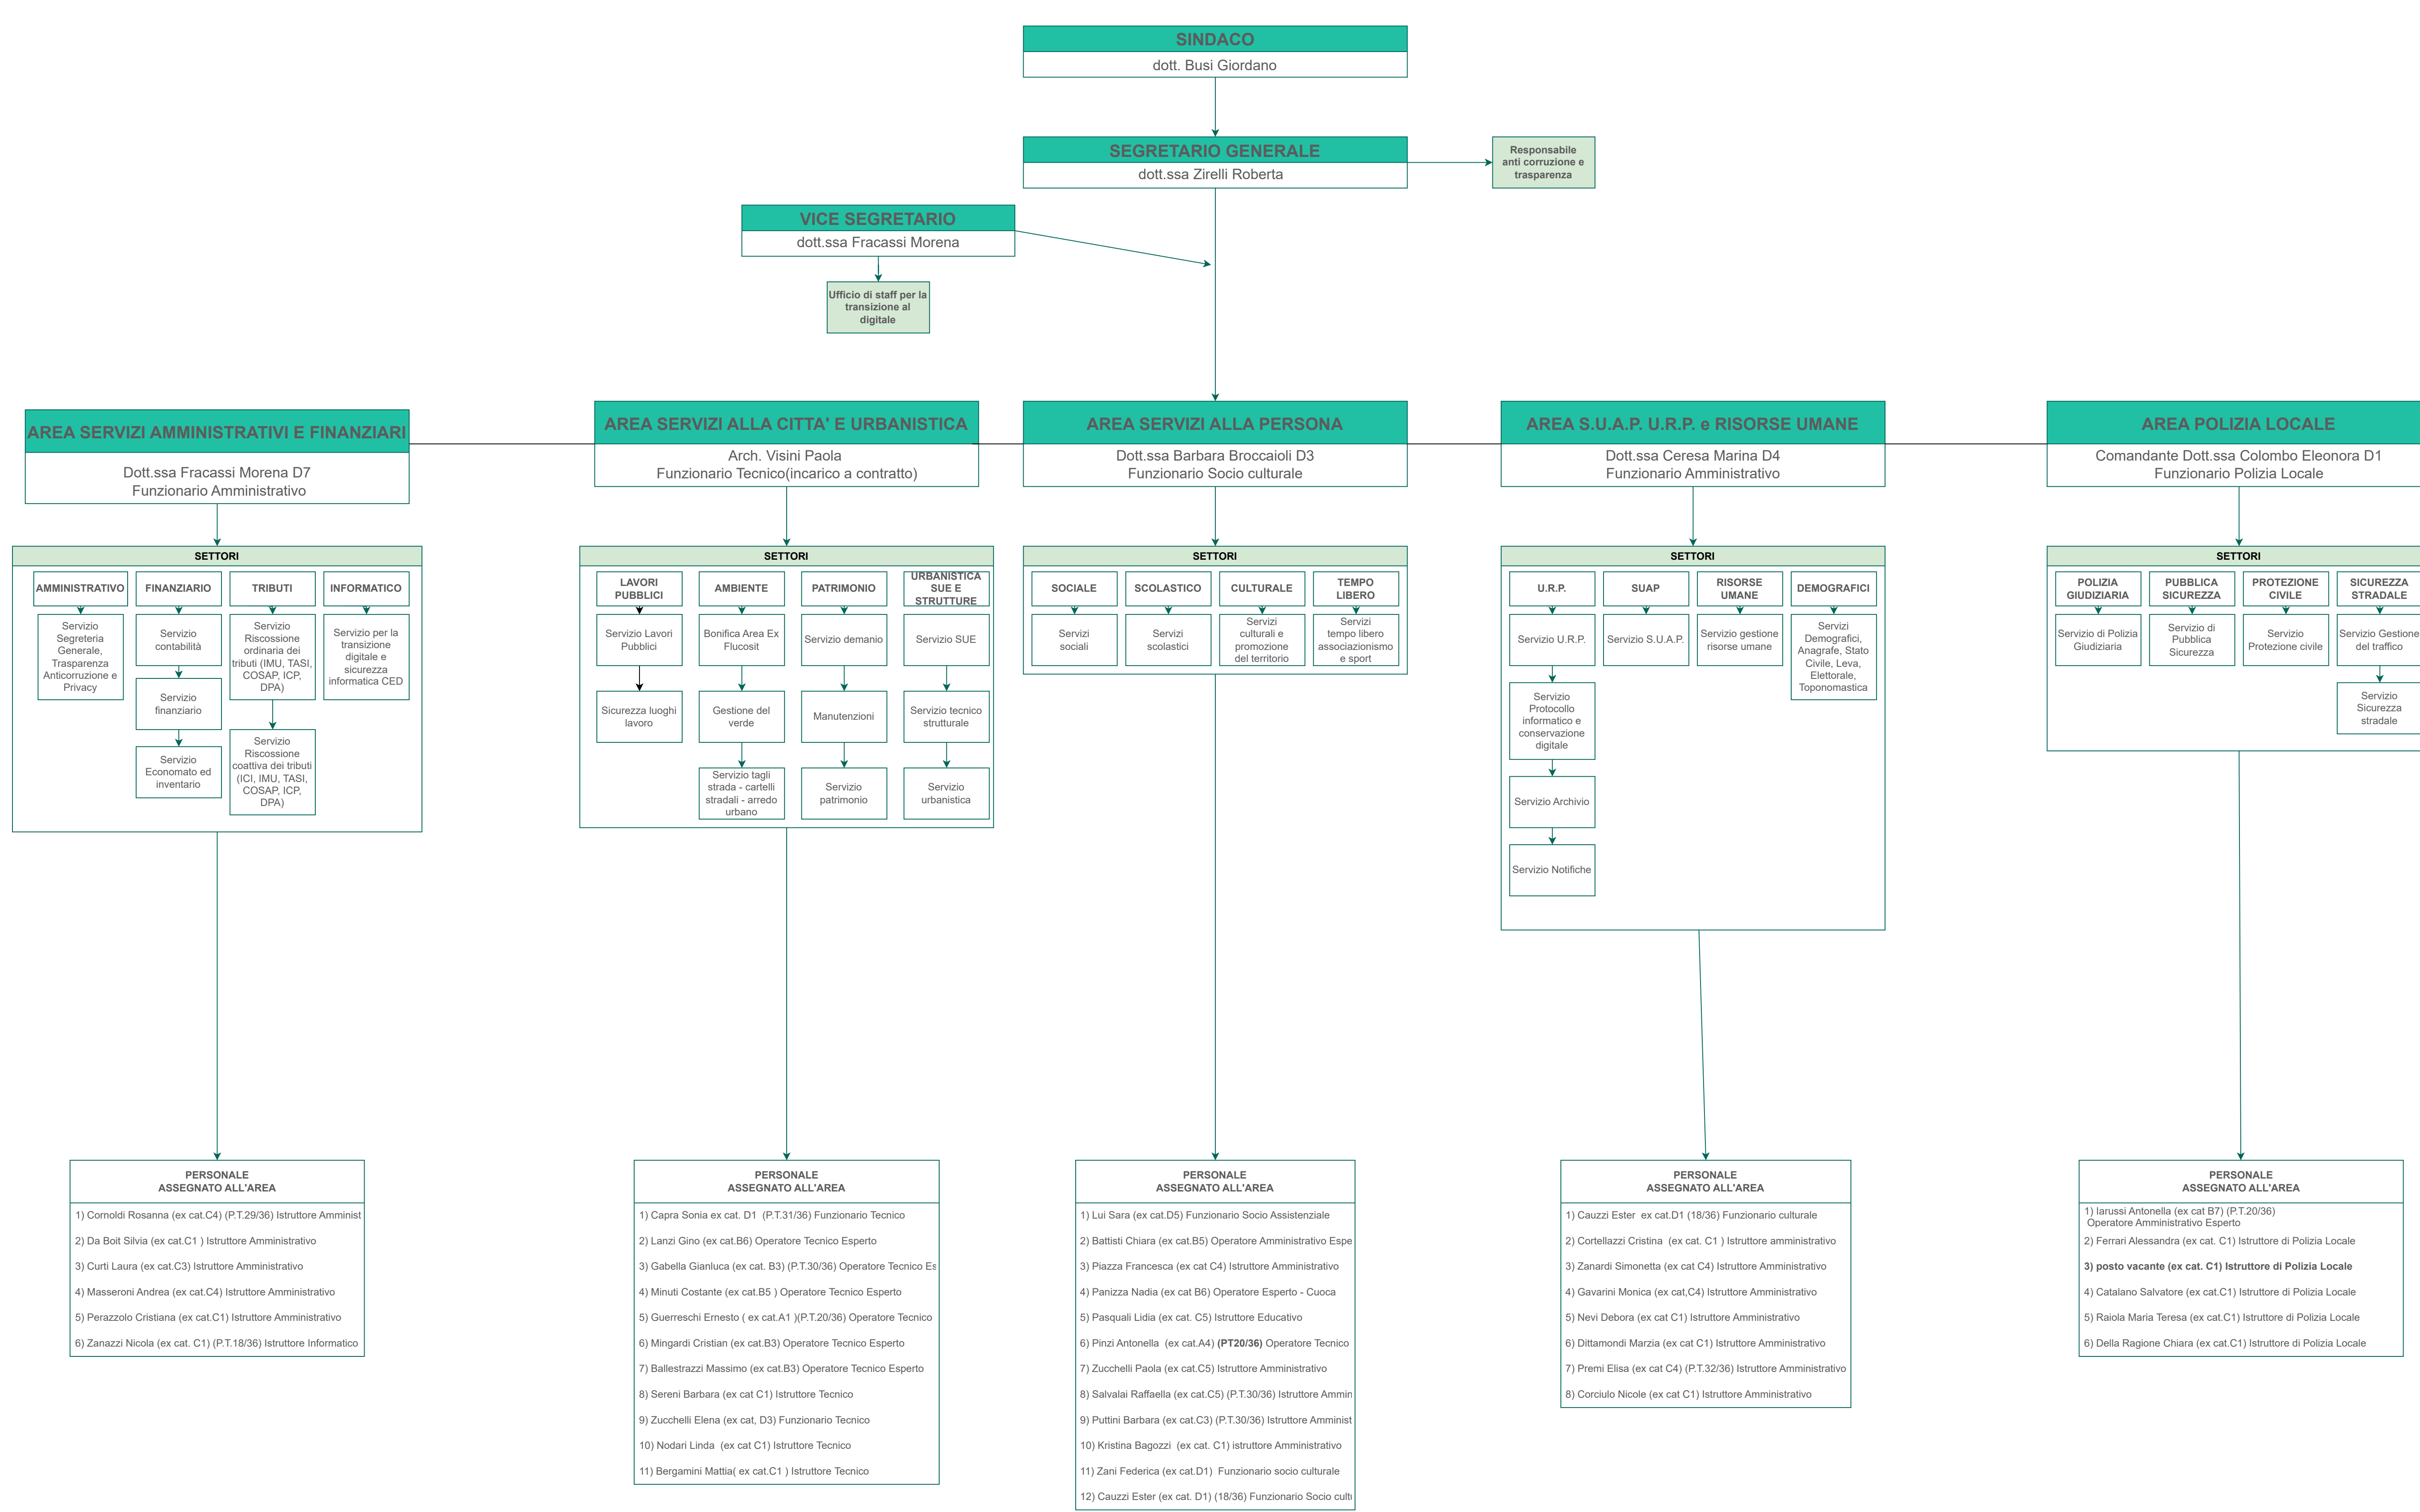 SINDACO
dott. Busi Giordano
SEGRETARIO GENERALE
dott.ssa Zirelli Roberta
Responsabile
anti corruzione e
trasparenza
VICE SEGRETARIO
dott.ssa Fracassi Morena
Ufficio di staff per la
transizione al
digitale
AREA SERVIZI AMMINISTRATIVI E FINANZIARI
Dott.ssa Fracassi Morena D7
Funzionario Amministrativo
SETTORI
AMMINISTRATIVO
Servizio
Segreteria
Generale,
Trasparenza
Anticorruzione e
Privacy
FINANZIARIO
Servizio
contabilità
Servizio
finanziario
Servizio
Economato ed
inventario
TRIBUTI
Servizio
Riscossione
ordinaria dei
tributi (IMU, TASI,
COSAP, ICP,
DPA)
Servizio
Riscossione
coattiva dei tributi
(ICI, IMU, TASI,
COSAP, ICP,
DPA)
INFORMATICO
Servizio per la
transizione
digitale e
sicurezza
informatica CED
PERSONALE
ASSEGNATO ALL'AREA
1) Cornoldi Rosanna (ex cat.C4) (P.T.29/36) Istruttore Amminist
2) Da Boit Silvia (ex cat.C1 ) Istruttore Amministrativo
3) Curti Laura (ex cat.C3) Istruttore Amministrativo
4) Masseroni Andrea (ex cat.C4) Istruttore Amministrativo
5) Perazzolo Cristiana (ex cat.C1) Istruttore Amministrativo
6) Zanazzi Nicola (ex cat. C1) (P.T.18/36) Istruttore Informatico
AREA SERVIZI ALLA CITTA' E URBANISTICA
Arch. Visini Paola
Funzionario Tecnico(incarico a contratto)
SETTORI
LAVORI
PUBBLICI
Servizio Lavori
Pubblici
Sicurezza luoghi
lavoro
AMBIENTE
Bonifica Area Ex
Flucosit
Gestione del
verde
Servizio tagli
strada - cartelli
stradali - arredo
urbano
PATRIMONIO
Servizio demanio
Manutenzioni
Servizio
patrimonio
URBANISTICA
SUE E
STRUTTURE
Servizio SUE
Servizio tecnico
strutturale
Servizio
urbanistica
PERSONALE
ASSEGNATO ALL'AREA
1) Capra Sonia ex cat. D1  (P.T.31/36) Funzionario Tecnico
2) Lanzi Gino (ex cat.B6) Operatore Tecnico Esperto
3) Gabella Gianluca (ex cat. B3) (P.T.30/36) Operatore Tecnico Es
4) Minuti Costante (ex cat.B5 ) Operatore Tecnico Esperto
5) Guerreschi Ernesto ( ex cat.A1 )(P.T.20/36) Operatore Tecnico
6) Mingardi Cristian (ex cat.B3) Operatore Tecnico Esperto
7) Ballestrazzi Massimo (ex cat.B3) Operatore Tecnico Esperto
8) Sereni Barbara (ex cat C1) Istruttore Tecnico
9) Zucchelli Elena (ex cat, D3) Funzionario Tecnico
10) Nodari Linda  (ex cat C1) Istruttore Tecnico
11) Bergamini Mattia( ex cat.C1 ) Istruttore Tecnico
AREA SERVIZI ALLA PERSONA
Dott.ssa Barbara Broccaioli D3
Funzionario Socio culturale
SETTORI
SOCIALE
Servizi
sociali
SCOLASTICO
Servizi
scolastici
CULTURALE
Servizi
culturali e
promozione
del territorio
TEMPO
LIBERO
Servizi
tempo libero
associazionismo
e sport
PERSONALE
ASSEGNATO ALL'AREA
1) Lui Sara (ex cat.D5) Funzionario Socio Assistenziale
2) Battisti Chiara (ex cat.B5) Operatore Amministrativo Espe
3) Piazza Francesca (ex cat C4) Istruttore Amministrativo
4) Panizza Nadia (ex cat B6) Operatore Esperto - Cuoca
5) Pasquali Lidia (ex cat. C5) Istruttore Educativo
6) Pinzi Antonella  (ex cat.A4) (PT20/36) Operatore Tecnico
7) Zucchelli Paola (ex cat.C5) Istruttore Amministrativo
8) Salvalai Raffaella (ex cat.C5) (P.T.30/36) Istruttore Ammin
9) Puttini Barbara (ex cat.C3) (P.T.30/36) Istruttore Amminist
10) Kristina Bagozzi  (ex cat. C1) istruttore Amministrativo
11) Zani Federica (ex cat.D1)  Funzionario socio culturale
12) Cauzzi Ester (ex cat. D1) (18/36) Funzionario Socio cultu
AREA S.U.A.P. U.R.P. e RISORSE UMANE
Dott.ssa Ceresa Marina D4
Funzionario Amministrativo
SETTORI
U.R.P.
Servizio U.R.P.
Servizio
Protocollo
informatico e
conservazione
digitale
Servizio Archivio
Servizio Notifiche
SUAP
Servizio S.U.A.P.
RISORSE
UMANE
Servizio gestione
risorse umane
DEMOGRAFICI
Servizi
Demografici,
Anagrafe, Stato
Civile, Leva,
Elettorale,
Toponomastica
PERSONALE
ASSEGNATO ALL'AREA
1) Cauzzi Ester  ex cat.D1 (18/36) Funzionario culturale
2) Cortellazzi Cristina  (ex cat. C1 ) Istruttore amministrativo
3) Zanardi Simonetta (ex cat C4) Istruttore Amministrativo
4) Gavarini Monica (ex cat,C4) Istruttore Amministrativo
5) Nevi Debora (ex cat C1) Istruttore Amministrativo
6) Dittamondi Marzia (ex cat C1) Istruttore Amministrativo
7) Premi Elisa (ex cat C4) (P.T.32/36) Istruttore Amministrativo
8) Corciulo Nicole (ex cat C1) Istruttore Amministrativo
AREA POLIZIA LOCALE
Comandante Dott.ssa Colombo Eleonora D1
Funzionario Polizia Locale
SETTORI
POLIZIA
GIUDIZIARIA
Servizio di Polizia
Giudiziaria
PUBBLICA
SICUREZZA
Servizio di
Pubblica
Sicurezza
PROTEZIONE
CIVILE
Servizio
Protezione civile
SICUREZZA
STRADALE
Servizio Gestione
del traffico
Servizio
Sicurezza
stradale
PERSONALE
ASSEGNATO ALL'AREA
1) Iarussi Antonella (ex cat B7) (P.T.20/36)
Operatore Amministrativo Esperto
2) Ferrari Alessandra (ex cat. C1) Istruttore di Polizia Locale
3) posto vacante (ex cat. C1) Istruttore di Polizia Locale
4) Catalano Salvatore (ex cat.C1) Istruttore di Polizia Locale
5) Raiola Maria Teresa (ex cat.C1) Istruttore di Polizia Locale
6) Della Ragione Chiara (ex cat.C1) Istruttore di Polizia Locale